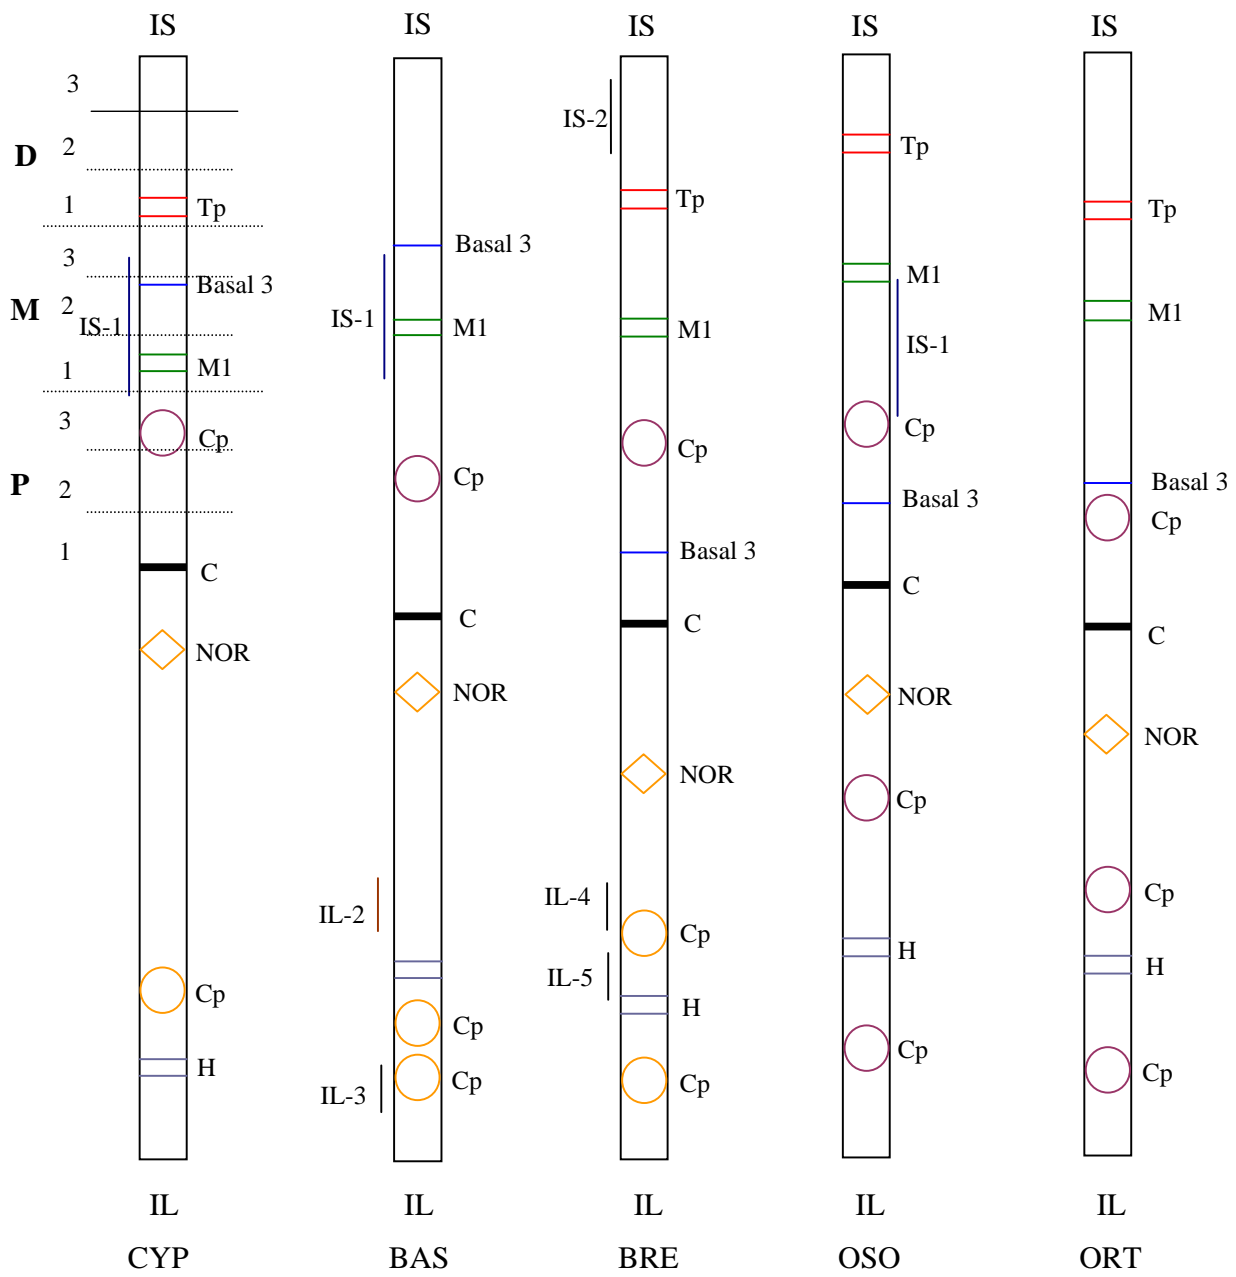 IS
3
D
2
1
Tp
3
M
2
Basal 3
IS-1
1
M1
3
Cp
P
2
1
C
NOR
Cp
H
IL
CYP
IS
Basal 3
IS-1
M1
Cp
C
NOR
IL-2
Cp
Cp
IL-3
IL
BAS
IS
IS-2
Tp
M1
Cp
Basal 3
C
NOR
IL-4
Cp
IL-5
H
Cp
IL
BRE
IS
Tp
M1
IS-1
Cp
Basal 3
C
NOR
Cp
H
Cp
IL
OSO
IS
Tp
M1
Basal 3
Cp
C
NOR
Cp
H
Cp
IL
ORT